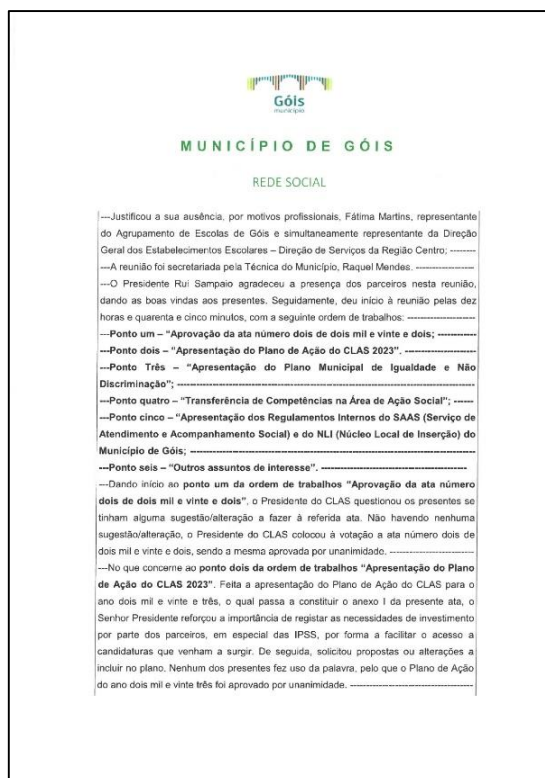 Góis
município
MUNICÍPIO DE GÓIS
REDE SOCIAL
---Justificou a sua ausência, por motivos profissionais, Fátima Martins, representante
do Agrupamento de Escolas de Góis e simultaneamente representante da Direção
Geral dos Estabelecimentos Escolares – Direção de Serviços da Região Centro; --------
---A reunião foi secretariada pela Técnica do Município, Raquel Mendes. --------------------
---O Presidente Rui Sampaio agradeceu a presença dos parceiros nesta reunião,
dando as boas vindas aos presentes. Seguidamente, deu início à reunião pelas dez
horas e quarenta e cinco minutos, com a seguinte ordem de trabalhos: ----------------------
---Ponto um – “Aprovação da ata número dois de dois mil e vinte e dois; ------------
---Ponto dois – “Apresentação do Plano de Ação do CLAS 2023”. ----------------------
---Ponto Três – “Apresentação do Plano Municipal de Igualdade e Não
Discriminação”; --------------------------------------------------------------------------
---Ponto quatro – “Transferência de Competências na Área de Ação Social”; ------
---Ponto cinco – “Apresentação dos Regulamentos Internos do SAAS (Serviço de
Atendimento e Acompanhamento Social) e do NLI (Núcleo Local de Inserção) do
Município de Góis; ----------------------------------------------------------------------
---Ponto seis – “Outros assuntos de interesse”. ------------------------------------
---Dando início ao ponto um da ordem de trabalhos “Aprovação da ata número
dois de dois mil e vinte e dois”, o Presidente do CLAS questionou os presentes se
tinham alguma sugestão/alteração a fazer à referida ata. Não havendo nenhuma
sugestão/alteração, o Presidente do CLAS colocou à votação a ata número dois de
dois mil e vinte e dois, sendo a mesma aprovada por unanimidade. --------------------------
---No que concerne ao ponto dois da ordem de trabalhos “Apresentação do Plano
de Ação do CLAS 2023”. Feita a apresentação do Plano de Ação do CLAS para o
ano dois mil e vinte e três, o qual passa a constituir o anexo I da presente ata, o
Senhor Presidente reforçou a importância de registar as necessidades de investimento
por parte dos parceiros, em especial das IPSS, por forma a facilitar o acesso a
candidaturas que venham a surgir. De seguida, solicitou propostas ou alterações a
incluir no plano. Nenhum dos presentes fez uso da palavra, pelo que o Plano de Ação
do ano dois mil e vinte três foi aprovado por unanimidade. --------------------------------------